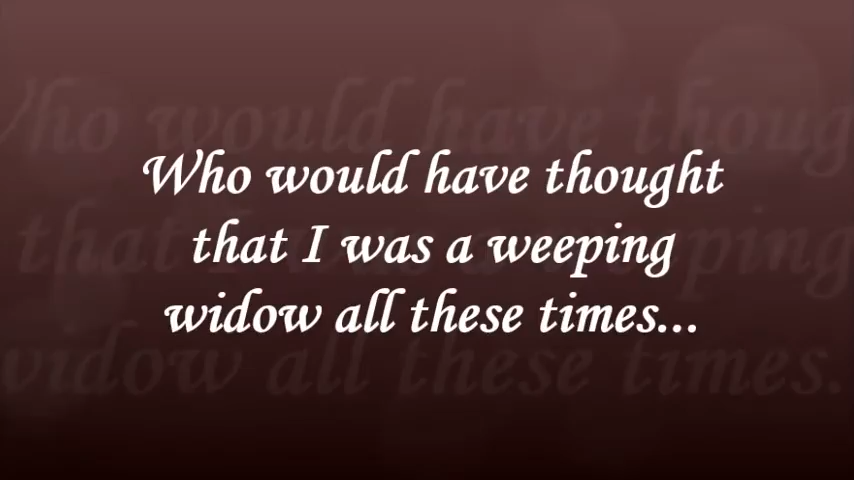 Who would have thought
that I was a weeping
widow all these times...